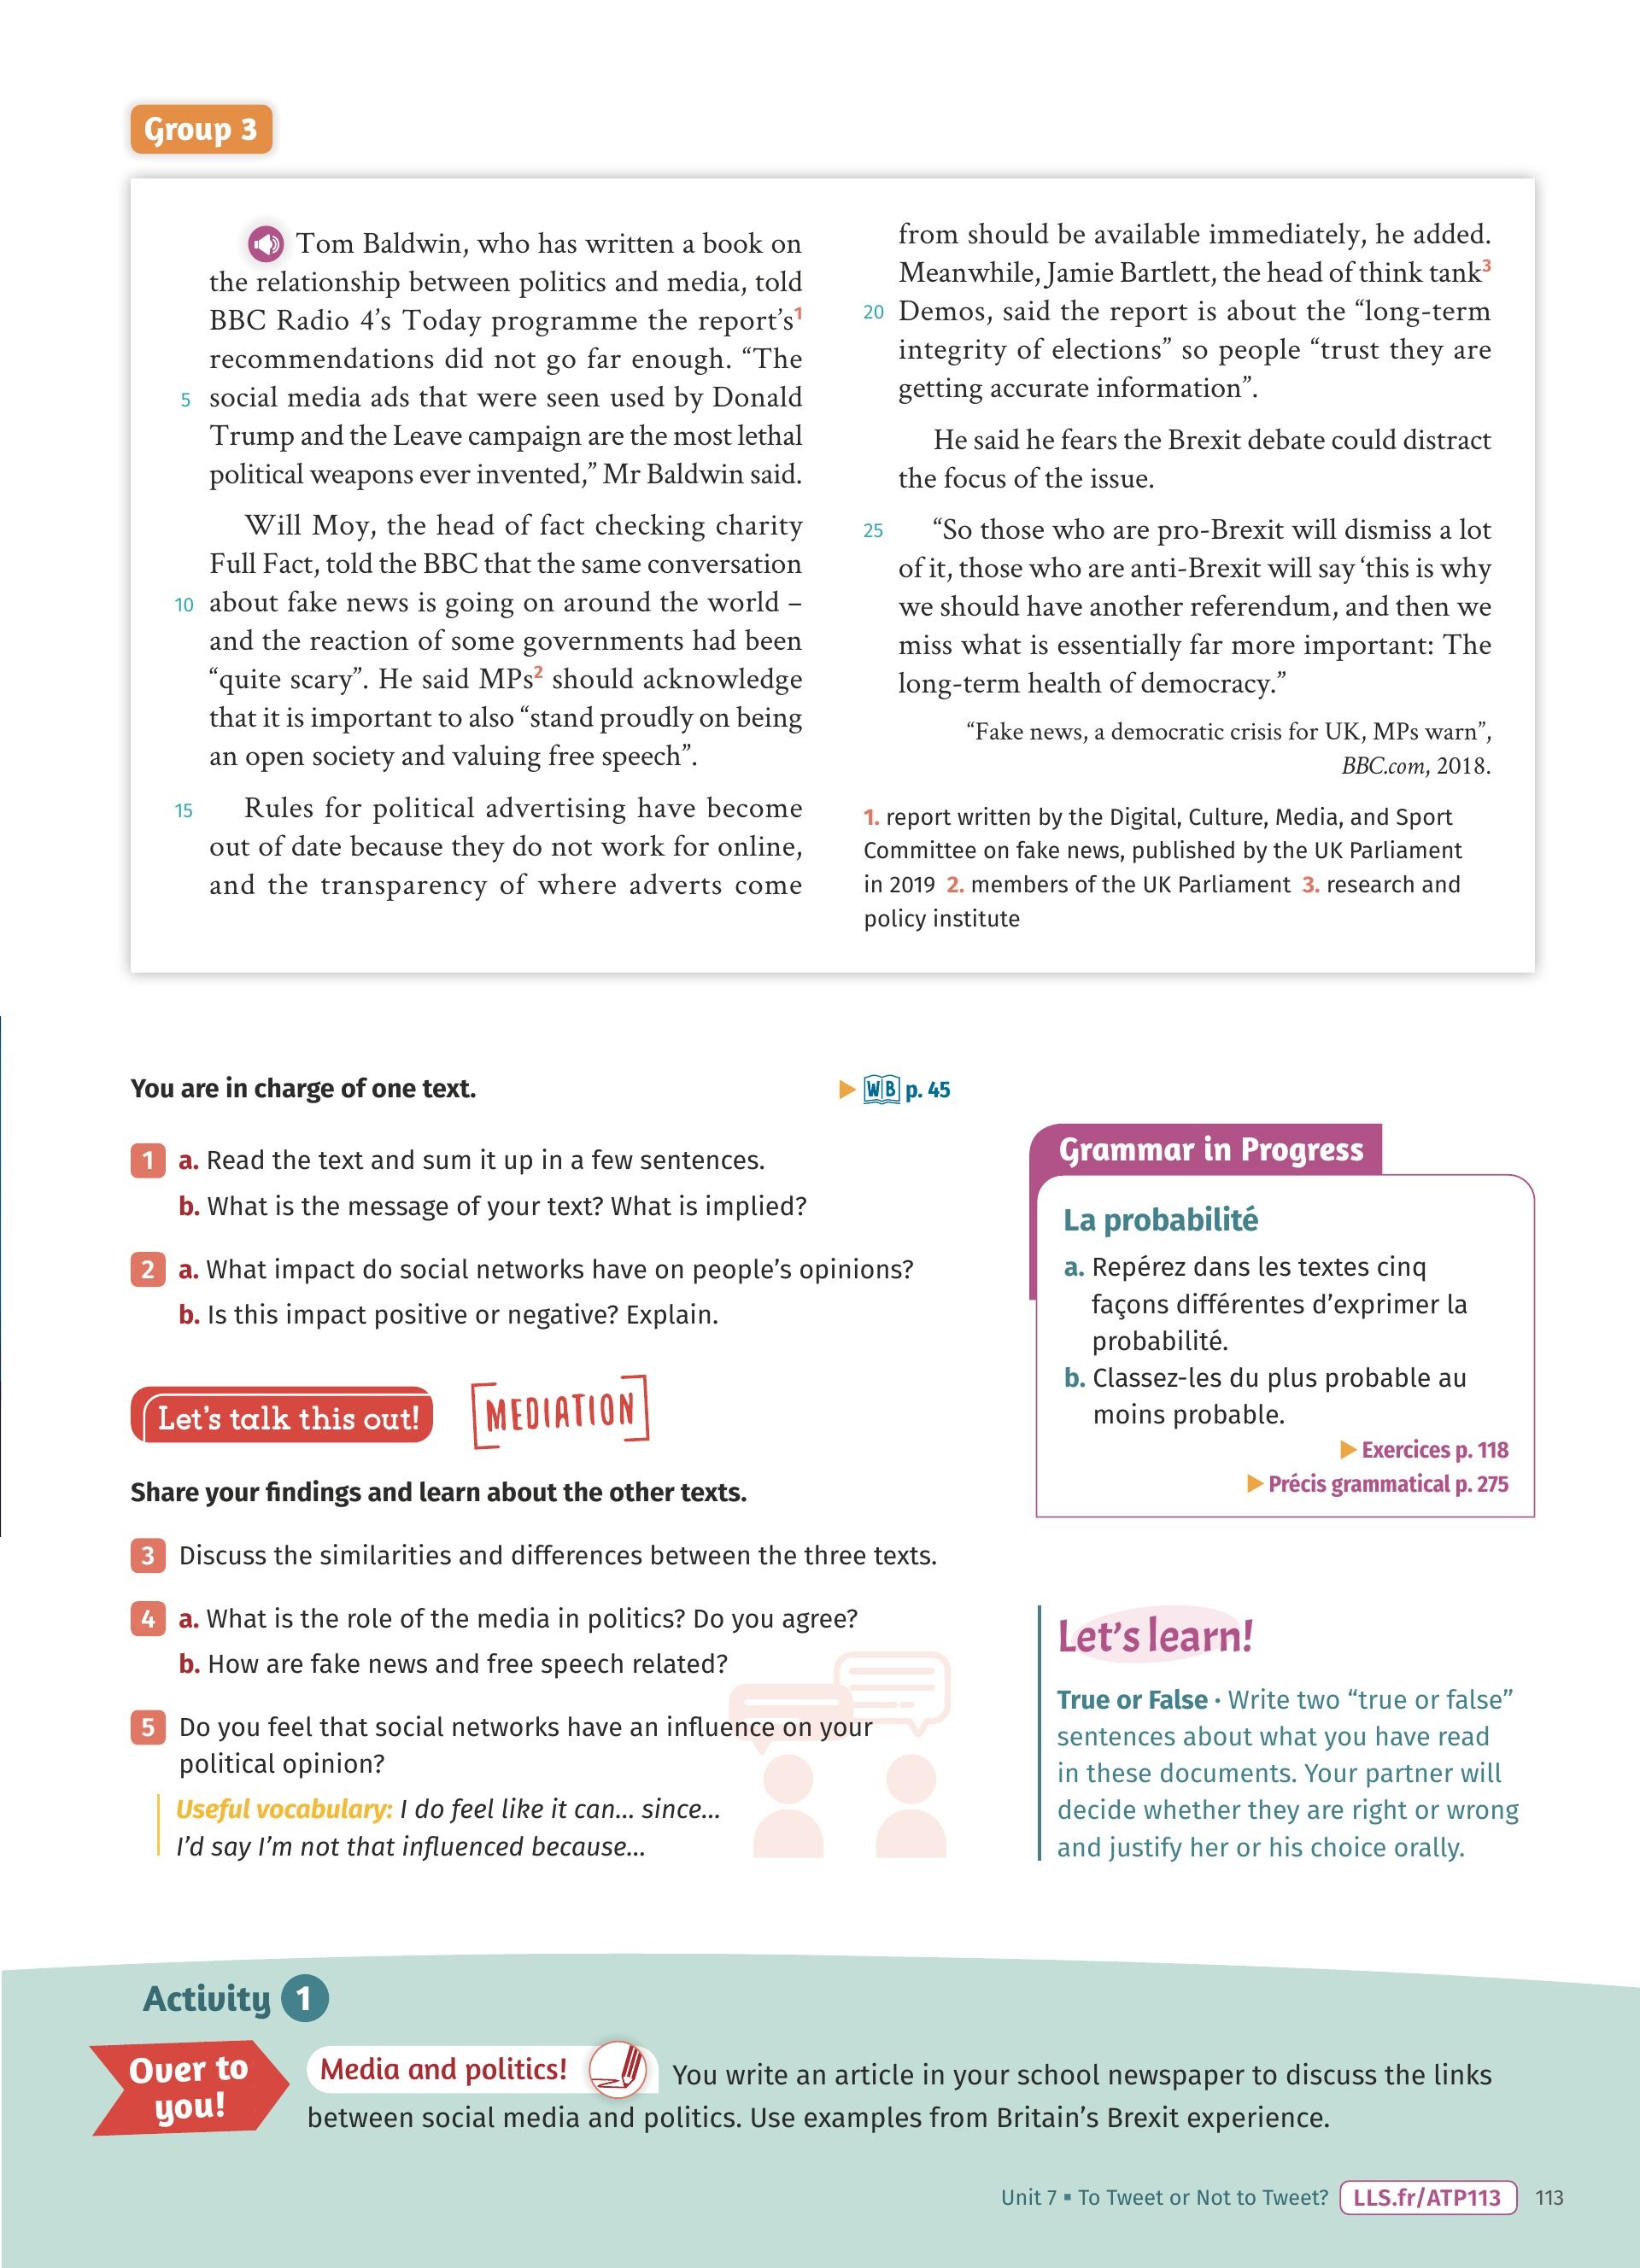 Group 3
Tom Baldwin, who has written a book on
the relationship between politics and media, told
BBC Radio 4’s Today programme the report’s1
recommendations did not go far enough. “The
5 social media ads that were seen used by Donald
Trump and the Leave campaign are the most lethal
political weapons ever invented,” Mr Baldwin said.
Will Moy, the head of fact checking charity
Full Fact, told the BBC that the same conversation
10 about fake news is going on around the world –
and the reaction of some governments had been
“quite scary”. He said MPs2 should acknowledge
that it is important to also “stand proudly on being
an open society and valuing free speech”.
15 Rules for political advertising have become
out of date because they do not work for online,
and the transparency of where adverts come
from should be available immediately, he added.
Meanwhile, Jamie Bartlett, the head of think tank3
20 Demos, said the report is about the “long-term
integrity of elections” so people “trust they are
getting accurate information”.
He said he fears the Brexit debate could distract
the focus of the issue.
25 “So those who are pro-Brexit will dismiss a lot
of it, those who are anti-Brexit will say ‘this is why
we should have another referendum, and then we
miss what is essentially far more important: The
long-term health of democracy.”
“Fake news, a democratic crisis for UK, MPs warn”,
BBC.com, 2018.
1. report written by the Digital, Culture, Media, and Sport
Committee on fake news, published by the UK Parliament
in 2019 2. members of the UK Parliament 3. research and
policy institute
You are in charge of one text.
WB p. 45
1 a. Read the text and sum it up in a few sentences.
b. What is the message of your text? What is implied?
2 a. What impact do social networks have on people’s opinions?
b. Is this impact positive or negative? Explain.
Let’s talk this out!
MEDIATION
Share your findings and learn about the other texts.
3 Discuss the similarities and differences between the three texts.
4 a. What is the role of the media in politics? Do you agree?
b. How are fake news and free speech related?
5 Do you feel that social networks have an influence on your
political opinion?
Useful vocabulary: I do feel like it can... since...
I’d say I’m not that influenced because...
Grammar in Progress
La probabilité
a. Repérez dans les textes cinq
façons différentes d’exprimer la
probabilité.
b. Classez-les du plus probable au
moins probable.
Exercices p. 118
Précis grammatical p. 275
Let’s learn!
True or False · Write two “true or false”
sentences about what you have read
in these documents. Your partner will
decide whether they are right or wrong
and justify her or his choice orally.
Activity 1
Over to
you!
Media and politics! You write an article in your school newspaper to discuss the links
between social media and politics. Use examples from Britain’s Brexit experience.
Unit 7 ▪ To Tweet or Not to Tweet? LLS.fr/ATP113 113